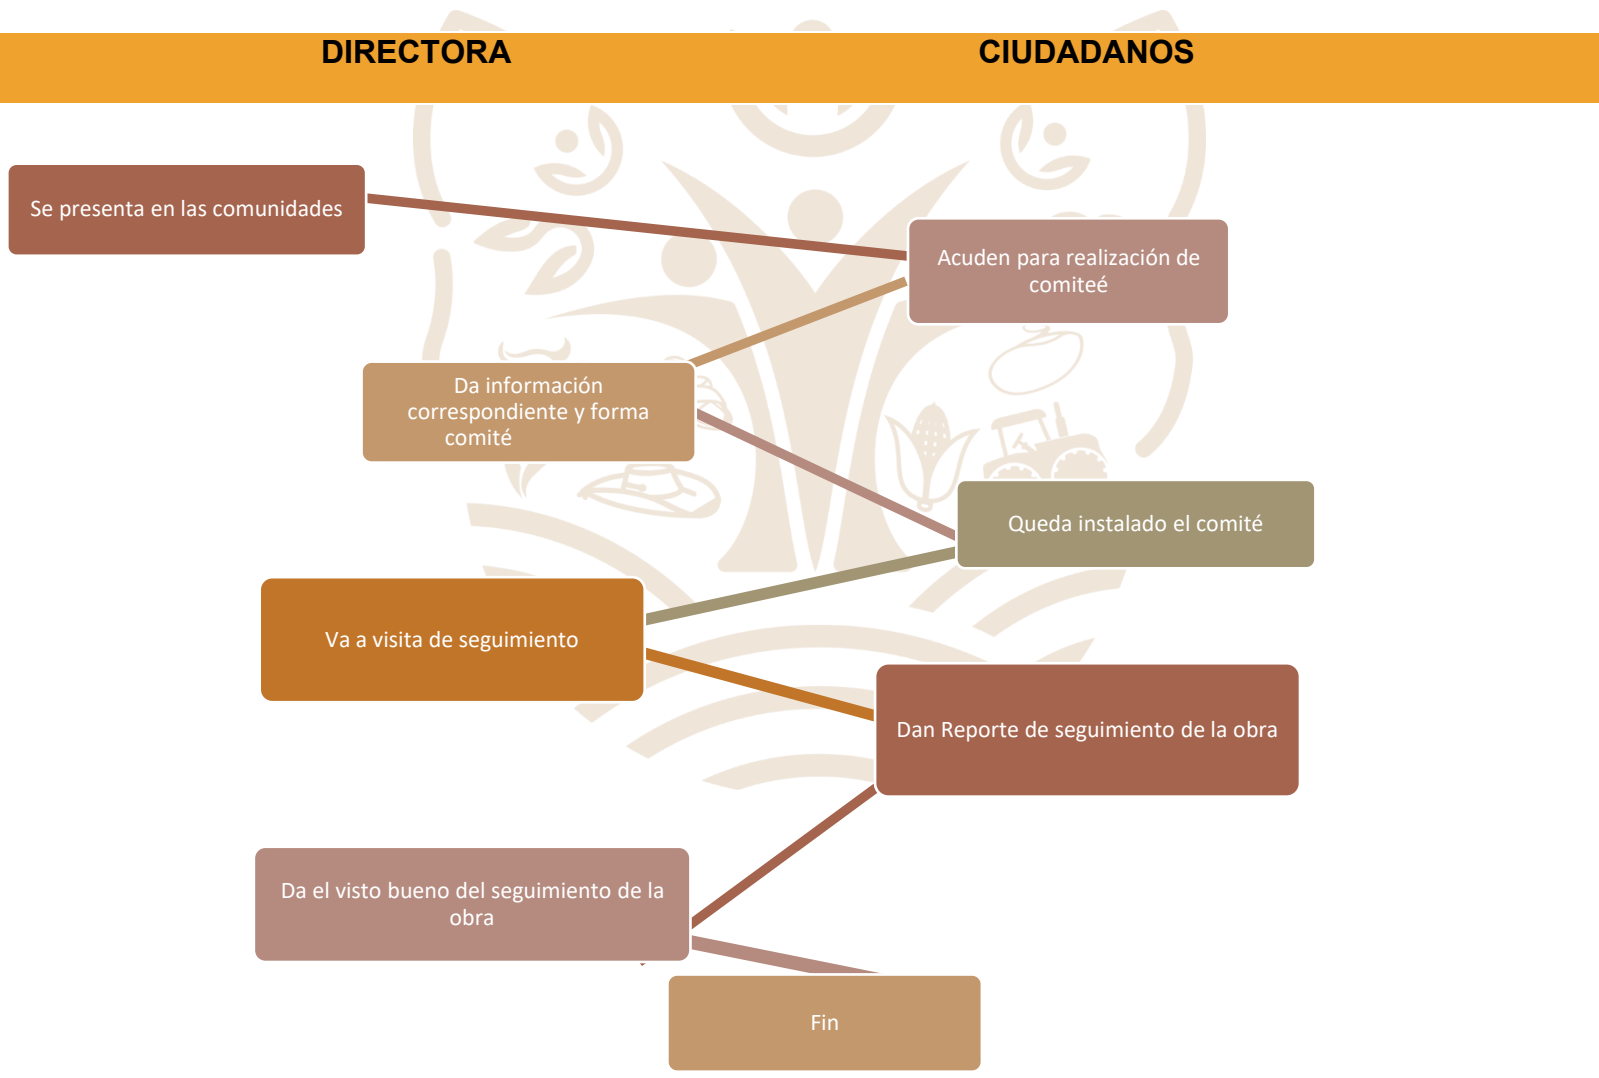 DIRECTORA
CIUDADANOS
Se presenta en las comunidades
Acuden para realización de
comiteé
Da información
correspondiente y forma
comité
Queda instalado el comité
Va a visita de seguimiento
Dan Reporte de seguimiento de la obra
Da el visto bueno del seguimiento de la
obra
Fin